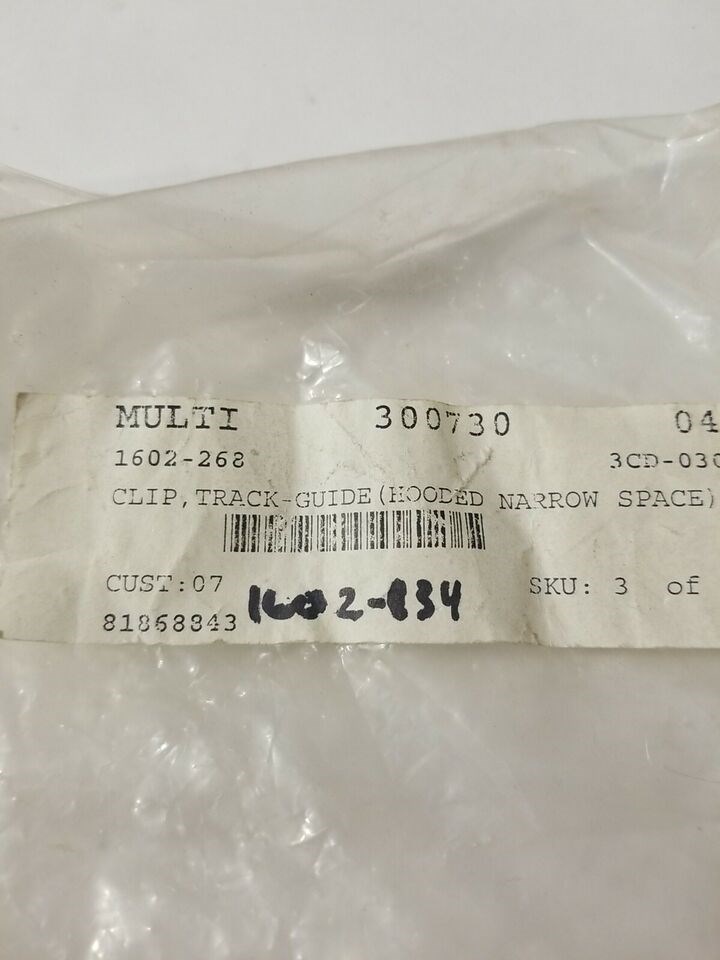 MULTI 300730 04
1602-268 3CD-030
CLIP,TRACK-GUIDE(HOODED NARROW SPACE)
CUST:07 SKU: 3 of
81868843 1602-834